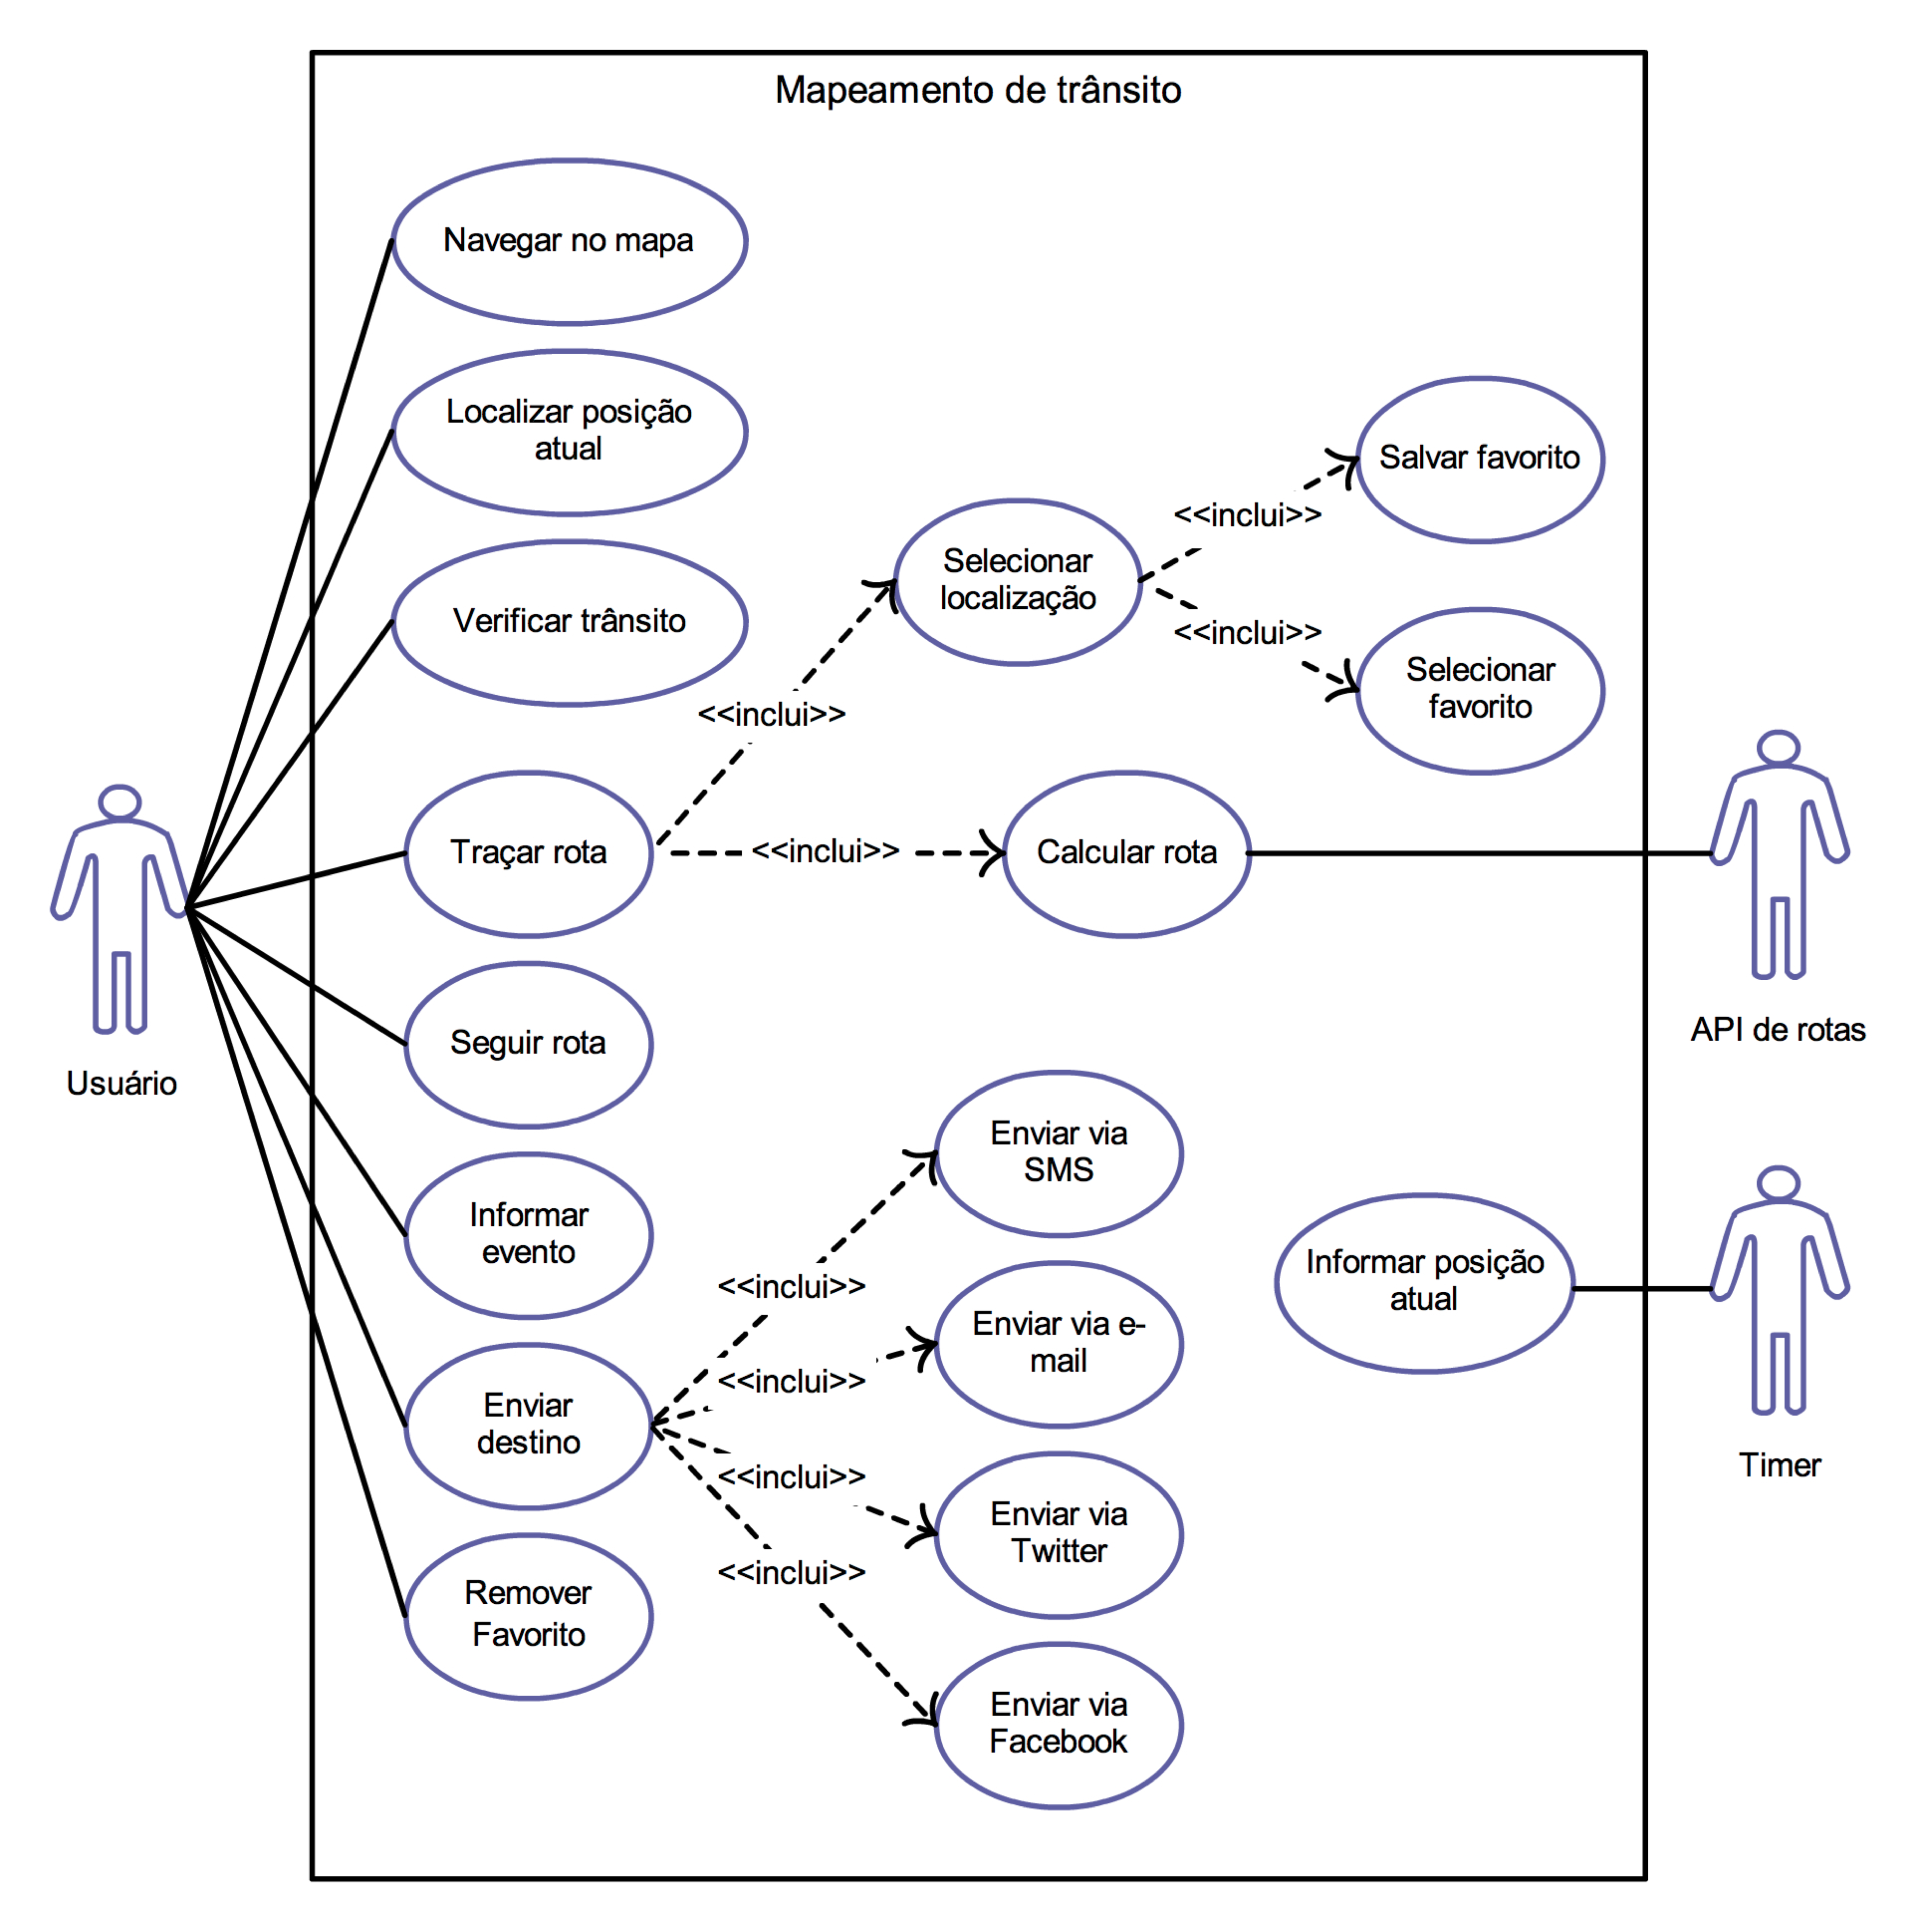 Mapeamento de trânsito
Navegar no mapa
Localizar posição
atual
Verificar trânsito
Traçar rota
Seguir rota
Informar
evento
Enviar
destino
Remover
Favorito
<<inclui>>
<<inclui>>
Selecionar
localização
<<inclui>>
<<inclui>>
Salvar favorito
Selecionar
favorito
Calcular rota
<<inclui>>
<<inclui>>
<<inclui>>
<<inclui>>
Enviar via
SMS
Enviar via e-
mail
Enviar via
Twitter
Enviar via
Facebook
Informar posição
atual
Usuário
API de rotas
Timer